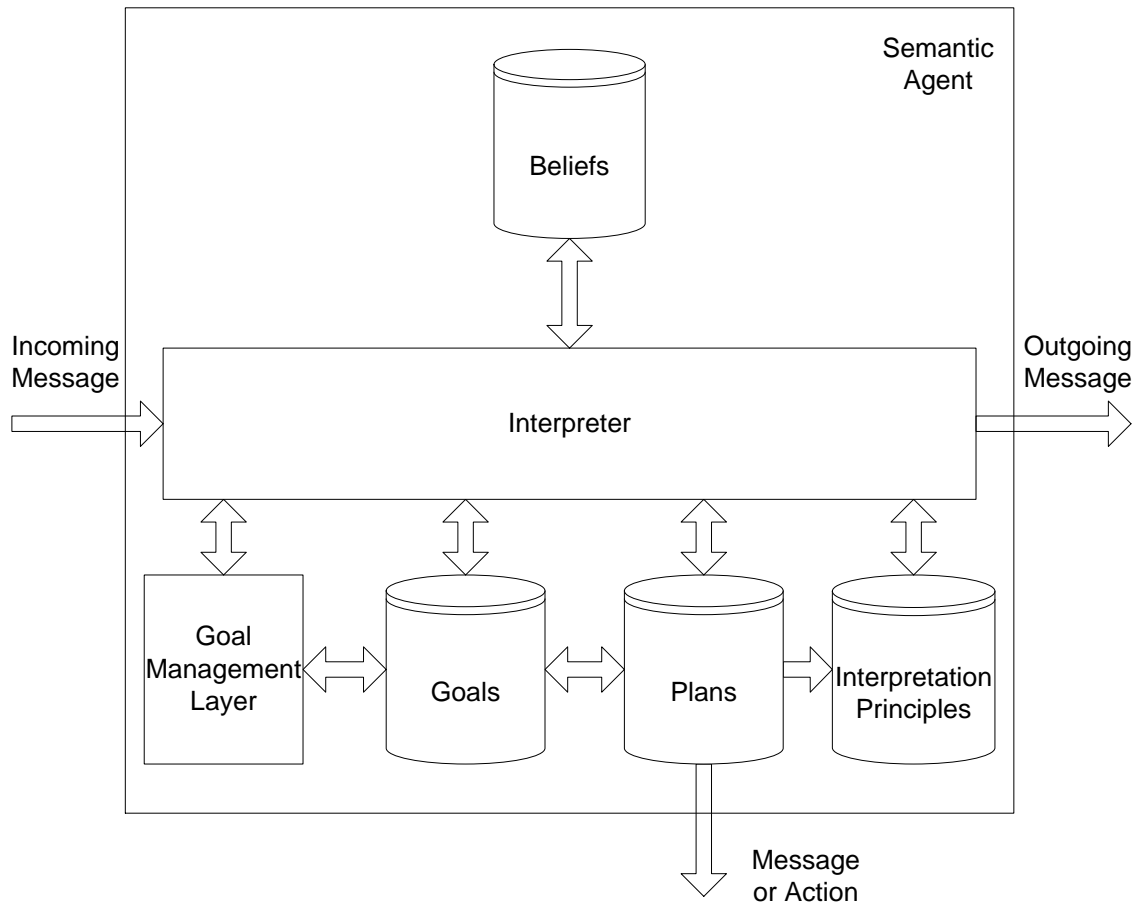 Semantic
Agent
Beliefs
Incoming
Message
Outgoing
Message
Interpreter
Goal
Management
Layer
Goals
Plans
Interpretation
Principles
Message
or Action